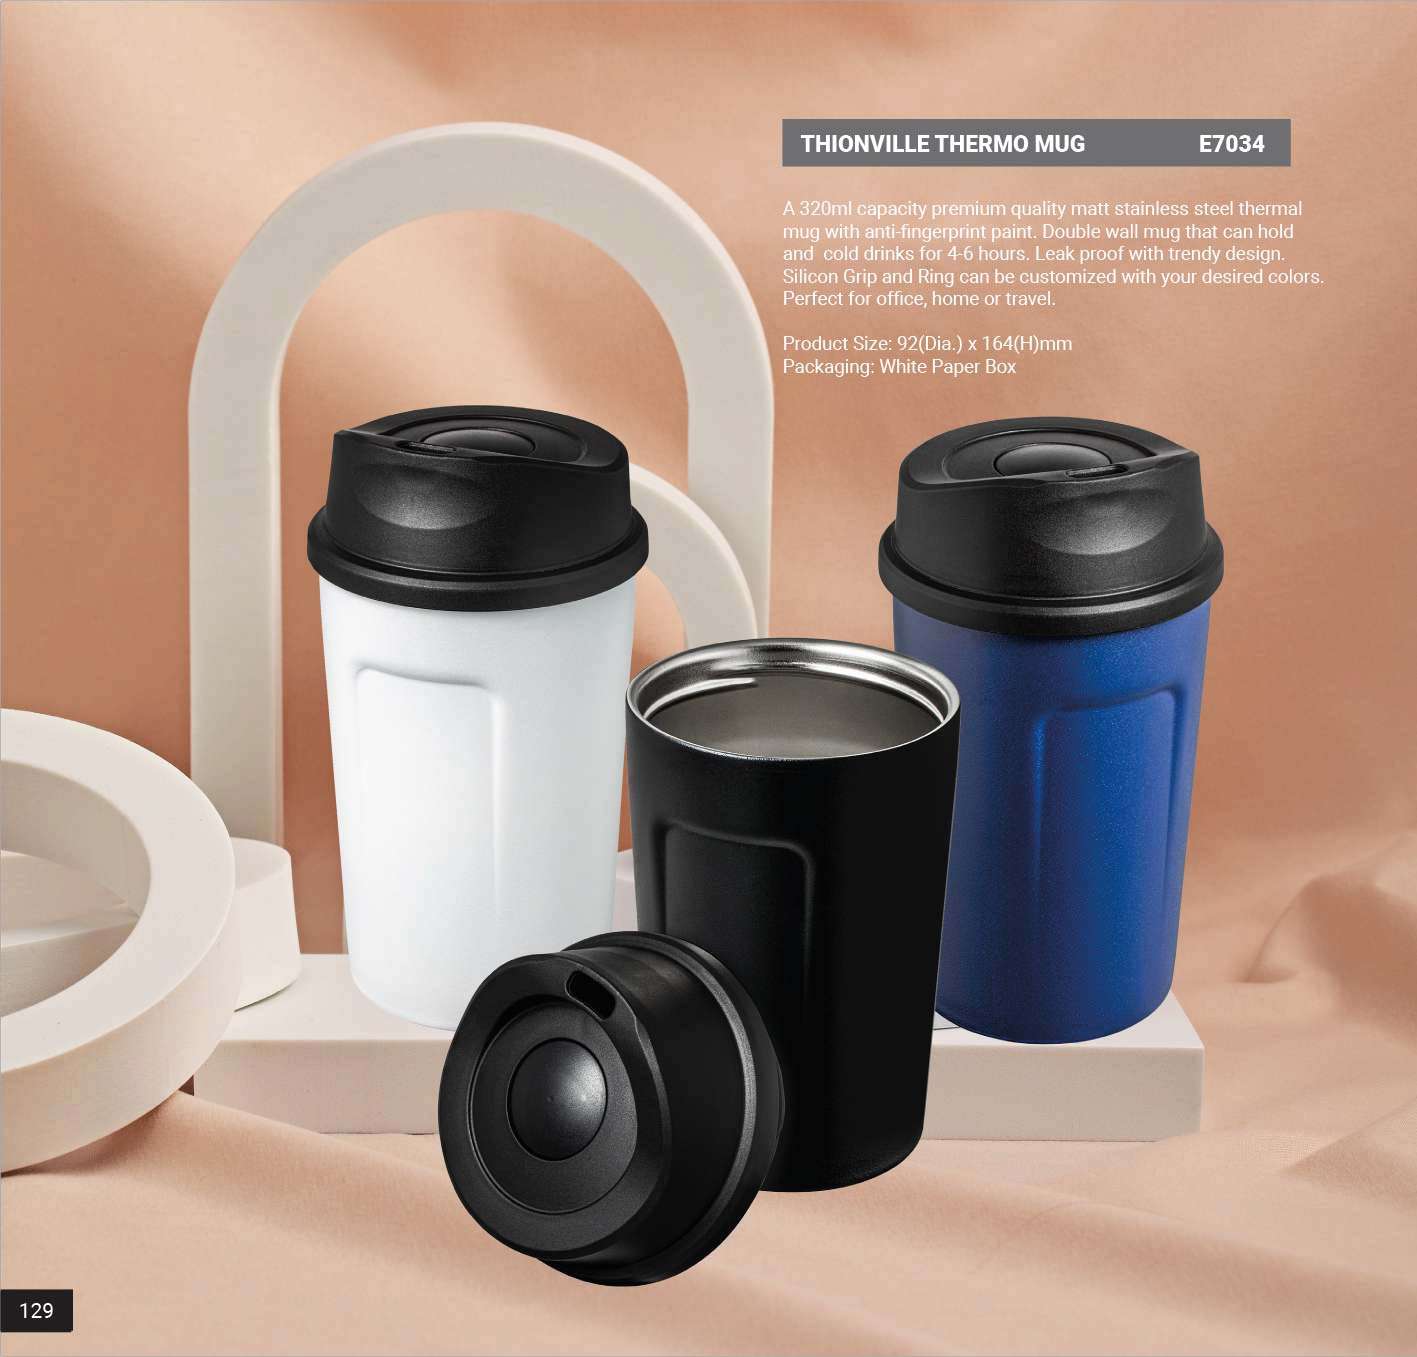 THIONVILLE THERMO MUG E7034
A 320ml capacity premium quality matt stainless steel thermal
mug with anti-fingerprint paint. Double wall mug that can hold
and  cold drinks for 4-6 hours. Leak proof with trendy design.
Silicon Grip and Ring can be customized with your desired colors.
Perfect for office, home or travel.
Product Size: 92(Dia.) x 164(H)mm
Packaging: White Paper Box
129